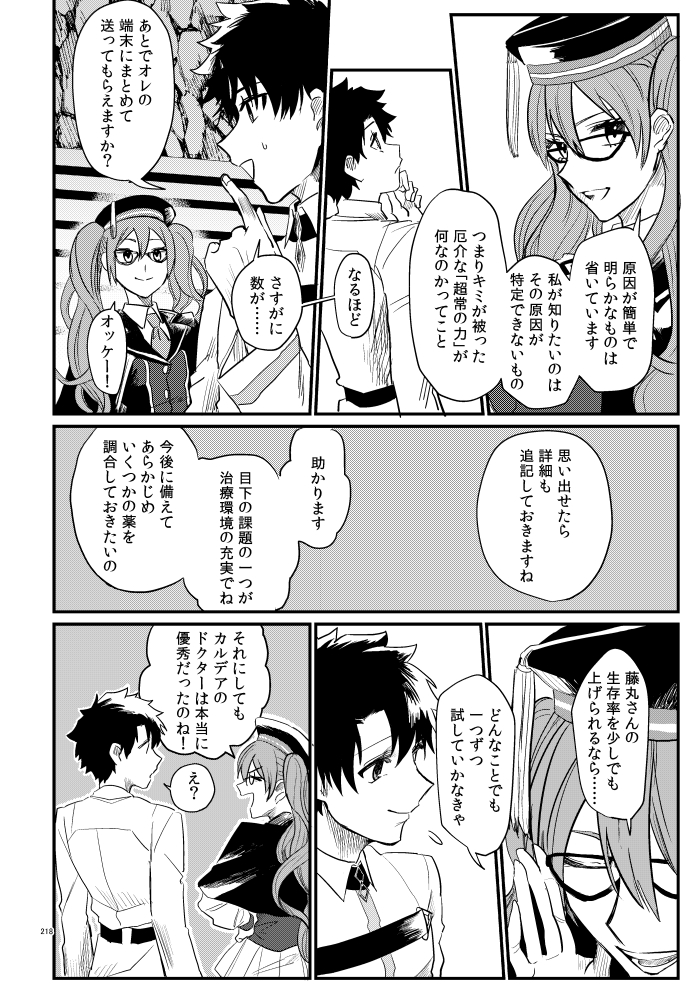 原因が簡単で
明らかなものは
省いています
私が知りたいのは
その原因が
特定できないもの
つまりキミが被った
厄介な「超常の力」が
何なのかってこと
なるほど
あとでオレの
端末にまとめて
送ってもらえますか？
さすがに
数が……
オッケー！
思い出せたら
詳細も
追記しておきますね
助かります
目下の課題の一つが
治療環境の充実でね
今後に備えて
あらかじめ
いくつかの薬を
調合しておきたいの
藤丸さんの
生存率を少しでも
上げられるなら……
どんなことでも
一つずつ
試していかなきゃ
それにしても
カルデアの
ドクターは本当に
優秀だったのね！
え？
218